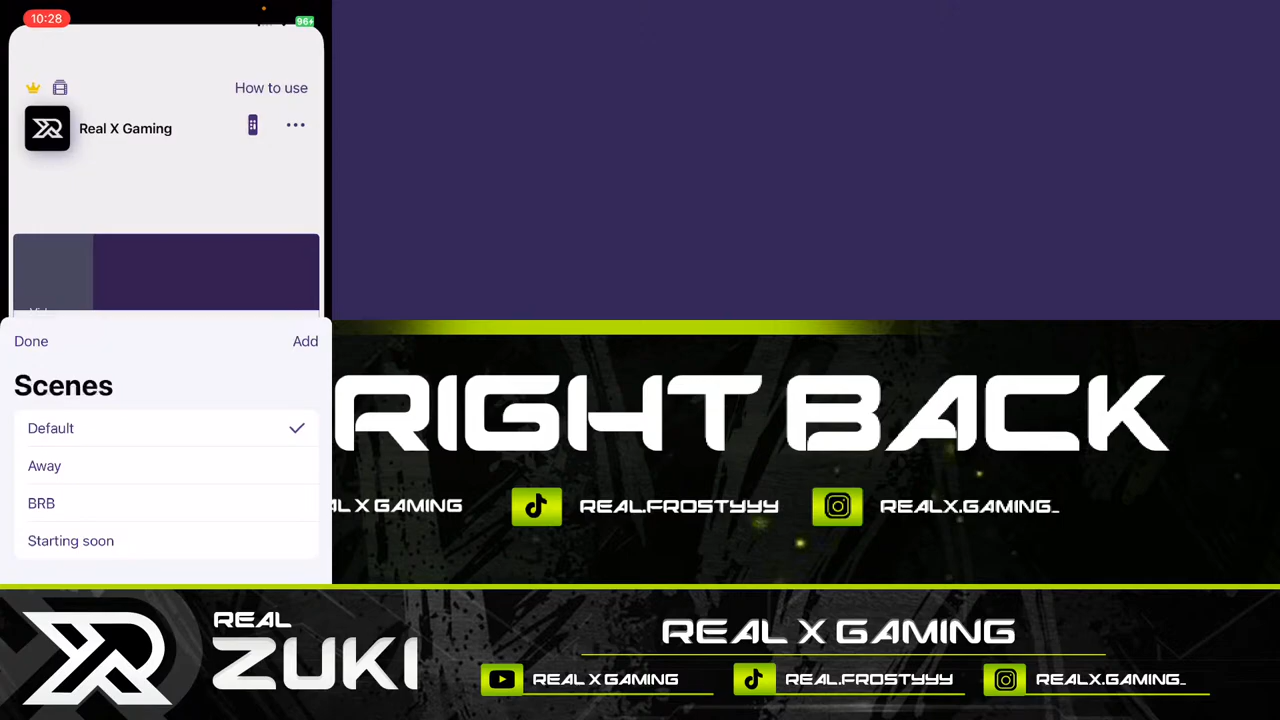 10:28
96+
How to use
Real X Gaming
Done
Add
Scenes
Default
Away
BRB
Starting soon
RIGHT BACK
AL X GAMING
REAL.FROSTYYY
REALX.GAMING_
REAL
ZUKI
REAL X GAMING
REAL X GAMING
REAL.FROSTYYY
REALX.GAMING_